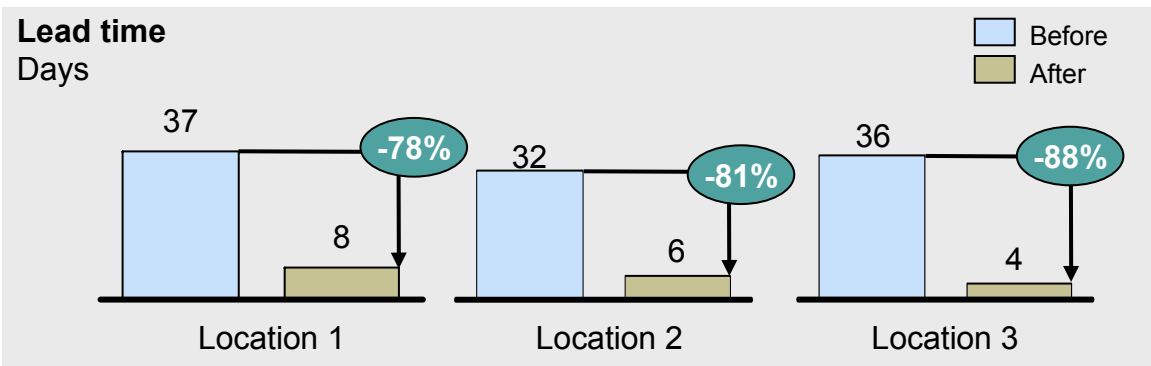 Lead time
Days
Before
After
37
-78%
8
32
-81%
6
36
-88%
4
Location 1
Location 2
Location 3